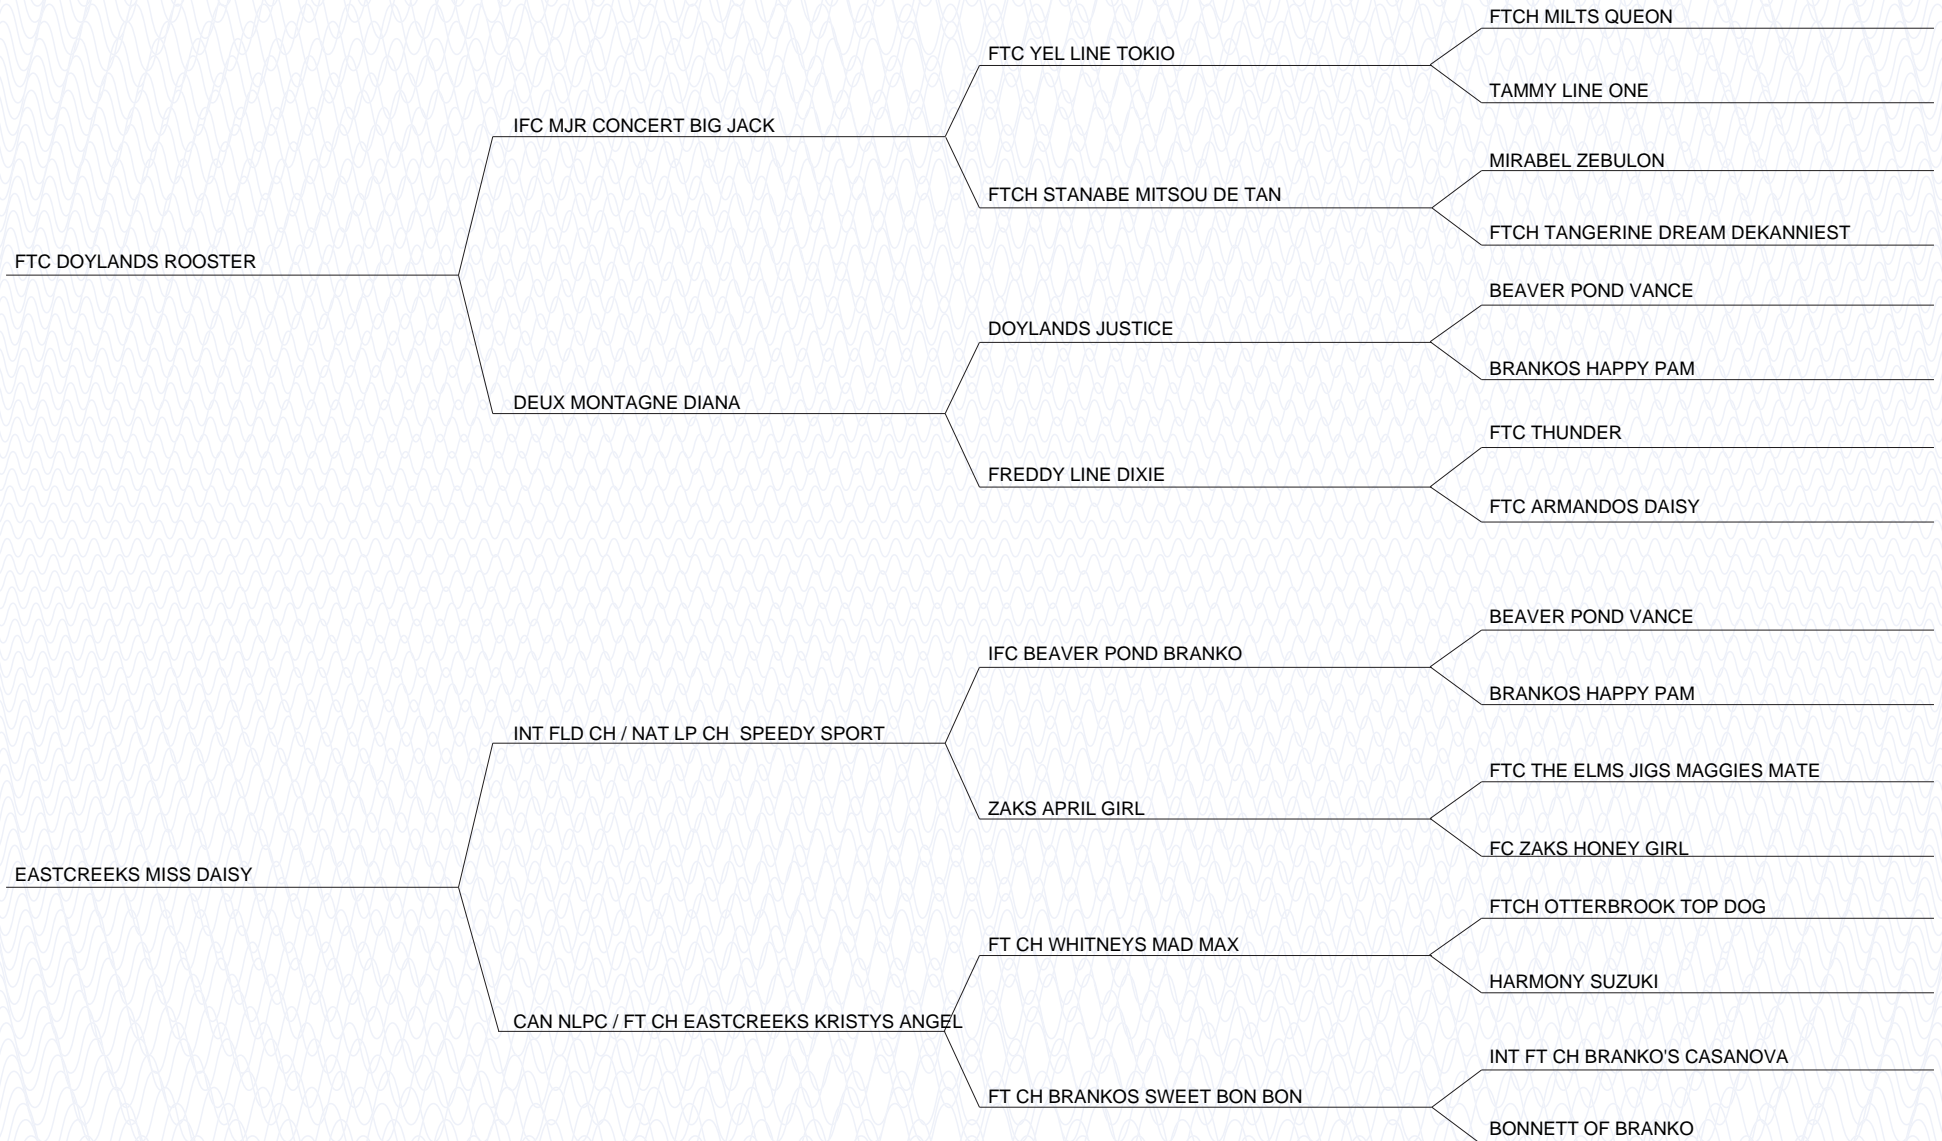 FTCH MILTS QUEON
FTC YEL LINE TOKIO
TAMMY LINE ONE
IFC MJR CONCERT BIG JACK
MIRABEL ZEBULON
FTCH STANABE MITSOU DE TAN
FTCH TANGERINE DREAM DEKANNIEST
FTC DOYLANDS ROOSTER
BEAVER POND VANCE
DOYLANDS JUSTICE
BRANKOS HAPPY PAM
DEUX MONTAGNE DIANA
FTC THUNDER
FREDDY LINE DIXIE
FTC ARMANDOS DAISY
BEAVER POND VANCE
IFC BEAVER POND BRANKO
BRANKOS HAPPY PAM
INT FLD CH / NAT LP CH  SPEEDY SPORT
FTC THE ELMS JIGS MAGGIES MATE
ZAKS APRIL GIRL
FC ZAKS HONEY GIRL
EASTCREEKS MISS DAISY
FTCH OTTERBROOK TOP DOG
FT CH WHITNEYS MAD MAX
HARMONY SUZUKI
CAN NLPC / FT CH EASTCREEKS KRISTYS ANGEL
INT FT CH BRANKO'S CASANOVA
FT CH BRANKOS SWEET BON BON
BONNETT OF BRANKO